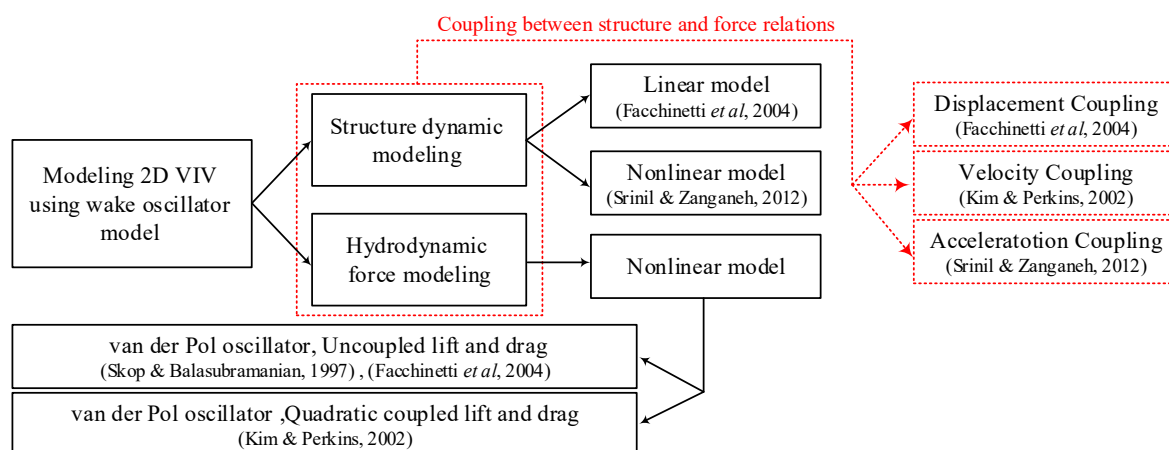 Coupling between structure and force relations
Modeling 2D VIV
using wake oscillator
model
Structure dynamic
modeling
Hydrodynamic
force modeling
Linear model
(Facchinetti et al, 2004)
Nonlinear model
(Srinil & Zanganeh, 2012)
Nonlinear model
Displacement Coupling
(Facchinetti et al, 2004)
Velocity Coupling
(Kim & Perkins, 2002)
Acceleratotion Coupling
(Srinil & Zanganeh, 2012)
van der Pol oscillator, Uncoupled lift and drag
(Skop & Balasubramanian, 1997) , (Facchinetti et al, 2004)
van der Pol oscillator ,Quadratic coupled lift and drag
(Kim & Perkins, 2002)